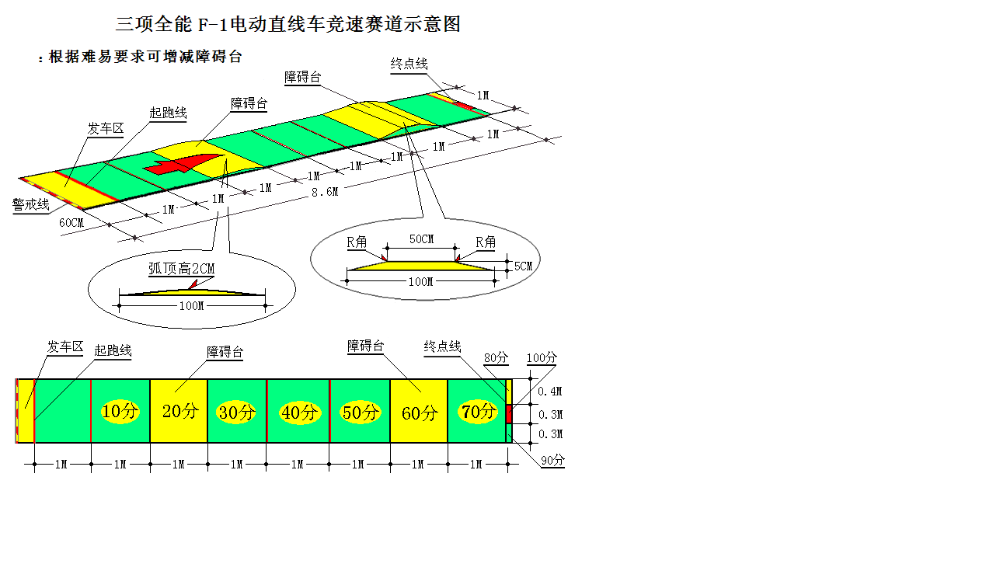 三项全能 F-1电动直线车竞速赛道示意图
：根据难易要求可增减障碍台
终点线
障碍台
1M
障碍台
起跑线
发车区
1M
1M
1M
1M
1M
1M
1M
1M
8.6M
警戒线
60CM
R角
50CM
R角
5CM
100M
弧顶高2CM
100M
发车区
起跑线
障碍台
障碍台
终点线
80分
100分
0.4M
10分
20分
30分
40分
50分
60分
70分
0.3M
0.3M
90分
1M
1M
1M
1M
1M
1M
1M
1M